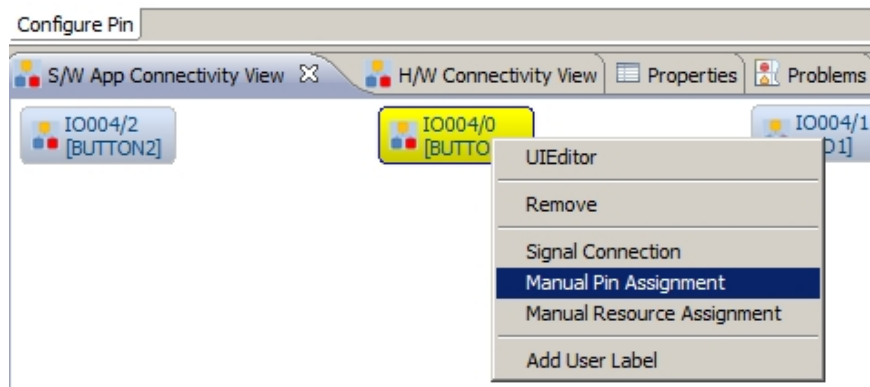 Configure Pin
S/W App Connectivity View H/W Connectivity View Properties Problems
IO004/2 IO004/0 IO004/1
[BUTTON2] [BUTTO D1]
UIEditor
Remove
Signal Connection
Manual Pin Assignment
Manual Resource Assignment
Add User Label